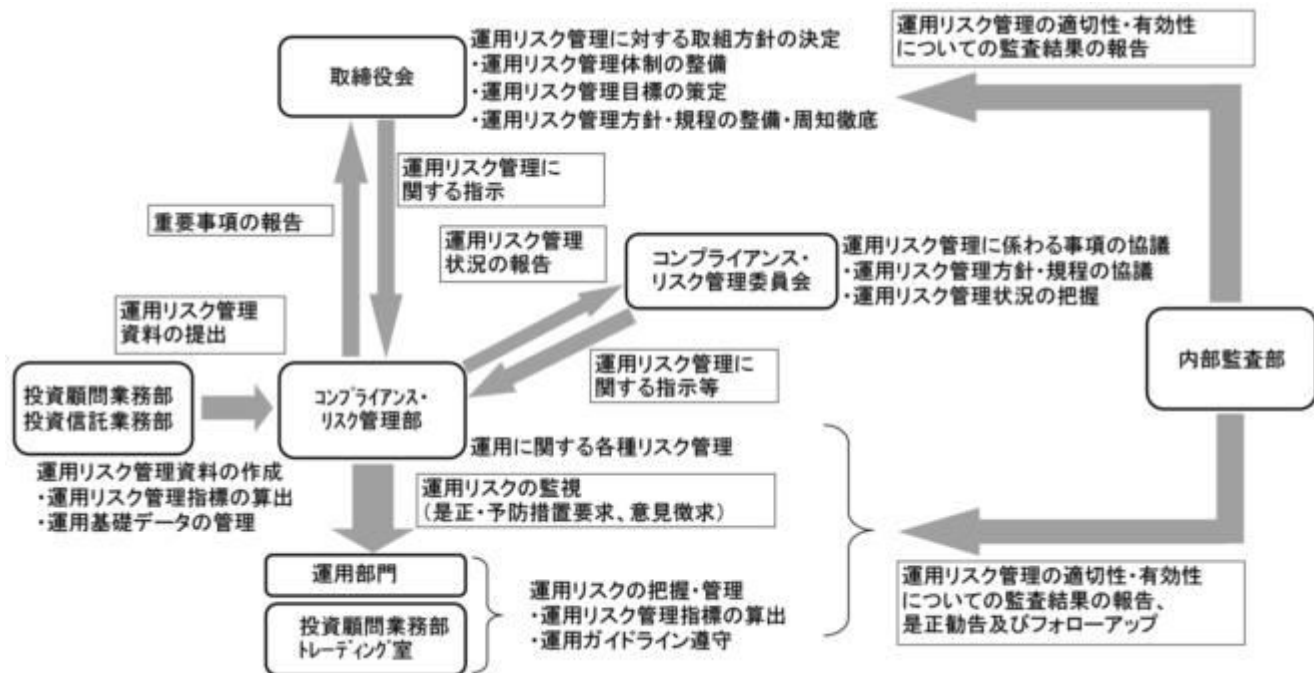 取締役会
運用リスク管理に対する取組方針の決定
・運用リスク管理体制の整備
・運用リスク管理目標の策定
・運用リスク管理方針・規程の整備・周知徹底
運用リスク管理の適切性・有効性
についての監査結果の報告
運用リスク管理に
関する指示
重要事項の報告
運用リスク管理
状況の報告
コンプライアンス・
リスク管理委員会
運用リスク管理に係わる事項の協議
・運用リスク管理方針・規程の協議
・運用リスク管理状況の把握
運用リスク管理
資料の提出
運用リスク管理に
関する指示等
内部監査部
投資顧問業務部
投資信託業務部
コンプライアンス・
リスク管理部
運用リスク管理資料の作成
・運用リスク管理指標の算出
・運用基礎データの管理
運用に関する各種リスク管理
運用リスクの監視
(是正・予防措置要求、意見徴求)
運用部門
投資顧問業務部
トレーディング室
運用リスクの把握・管理
・運用リスク管理指標の算出
・運用ガイドライン遵守
運用リスク管理の適切性・有効性
についての監査結果の報告、
是正勧告及びフォローアップ